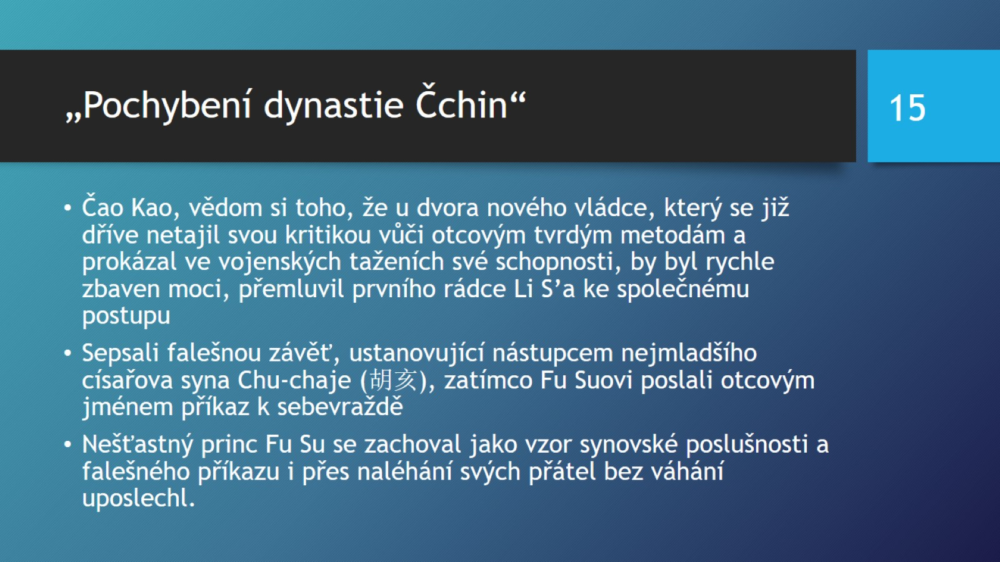 „Pochybení dynastie Čchin“
15
• Čao Kao, vědom si toho, že u dvora nového vládce, který se již
dříve netajil svou kritikou vůči otcovým tvrdým metodám a
prokázal ve vojenských taženích své schopnosti, by byl rychle
zbaven moci, přemluvil prvního rádce Li S’a ke společnému
postupu
• Sepsali falešnou závěť, ustanovující nástupcem nejmladšího
císařova syna Chu-chaje (胡亥), zatímco Fu Suovi poslali otcovým
jménem příkaz k sebevraždě
• Nešťastný princ Fu Su se zachoval jako vzor synovské poslušnosti a
falešného příkazu i přes naléhání svých přátel bez váhání
uposlechl.